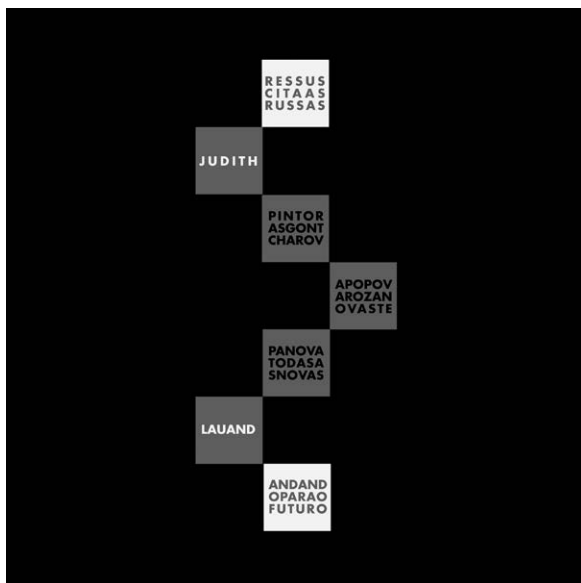 RESSUS
CITAAS
RUSSAS
JUDITH
PINTOR
ASGONT
CHAROV
APOPOV
AROZAN
OVASTE
PANOVA
TODASA
SNOVAS
LAUAND
ANDAND
OPARAO
FUTURO